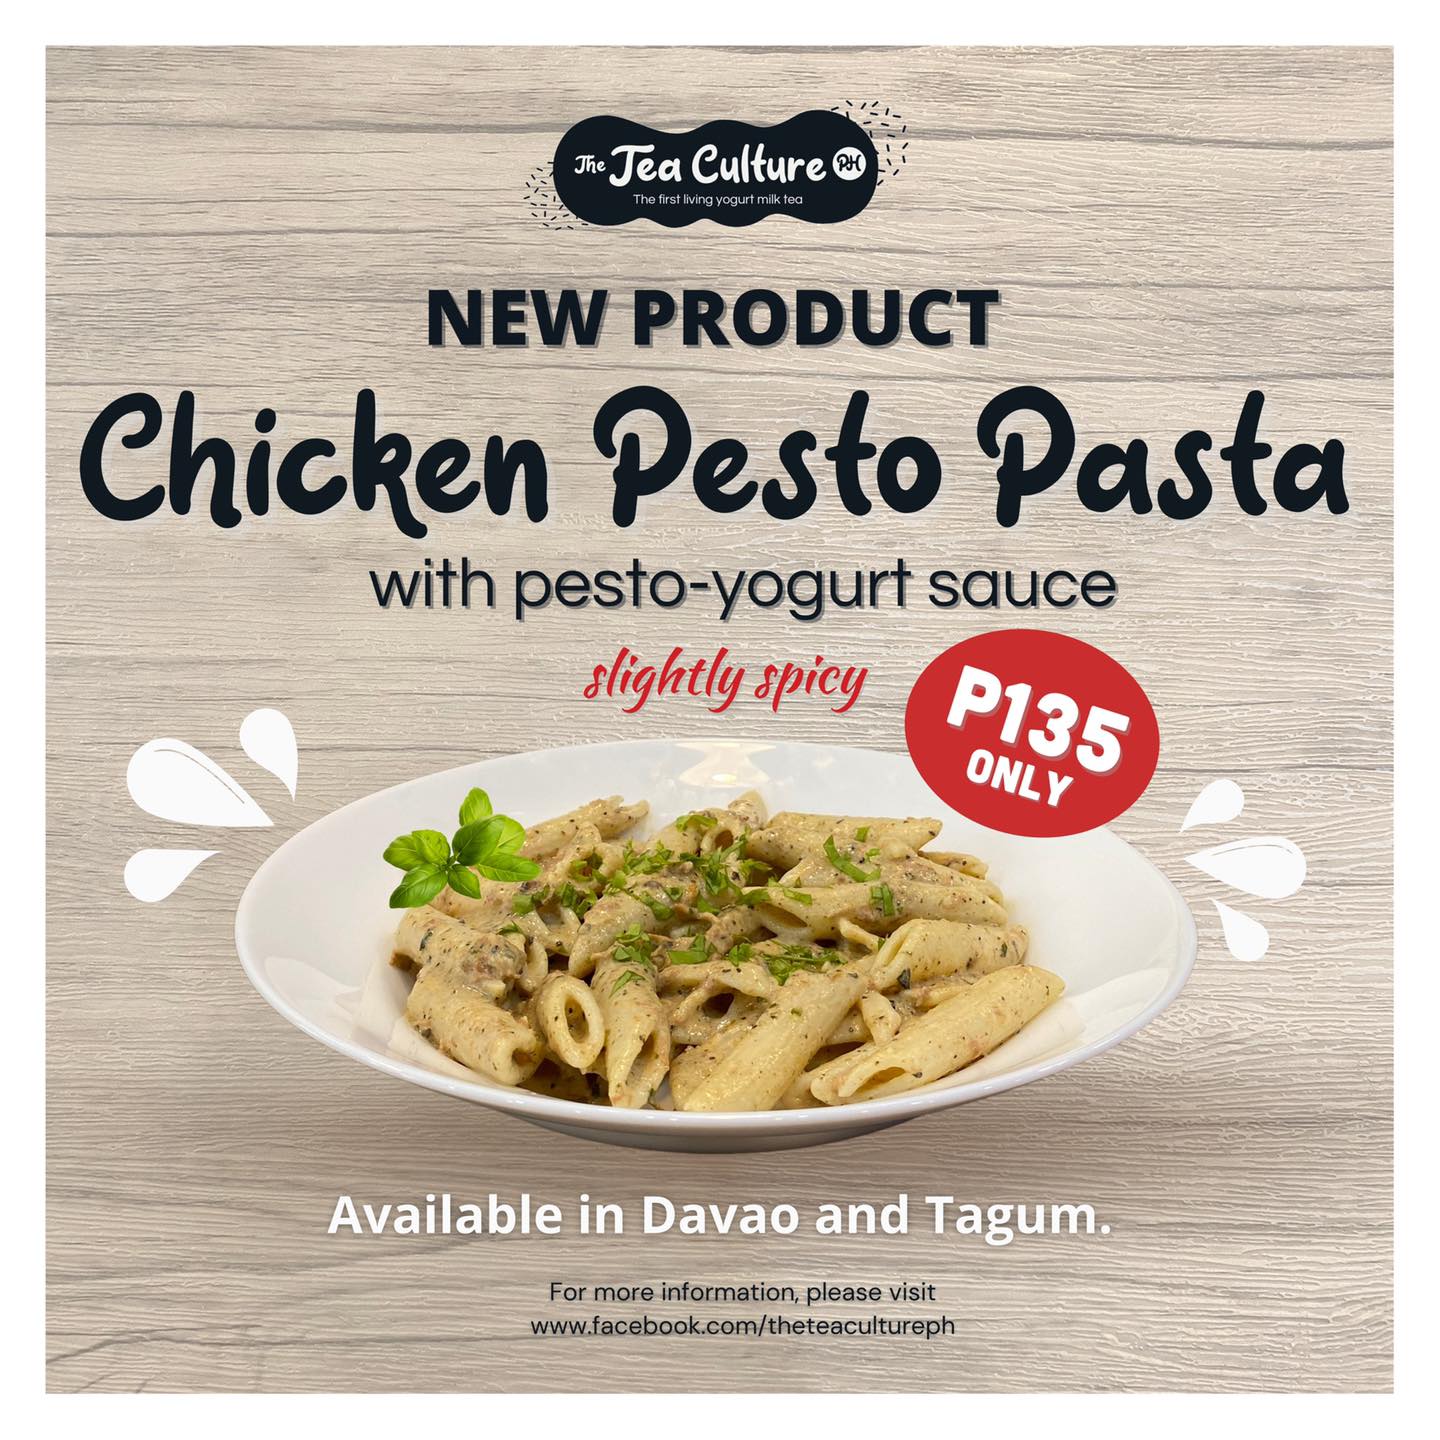 The Tea Culture PH
The first living yogurt milk tea
NEW PRODUCT
Chicken Pesto Pasta
with pesto-yogurt sauce
slightly spicy
P135
ONLY
Available in Davao and Tagum.
For more information, please visit
www.facebook.com/theteacultureph